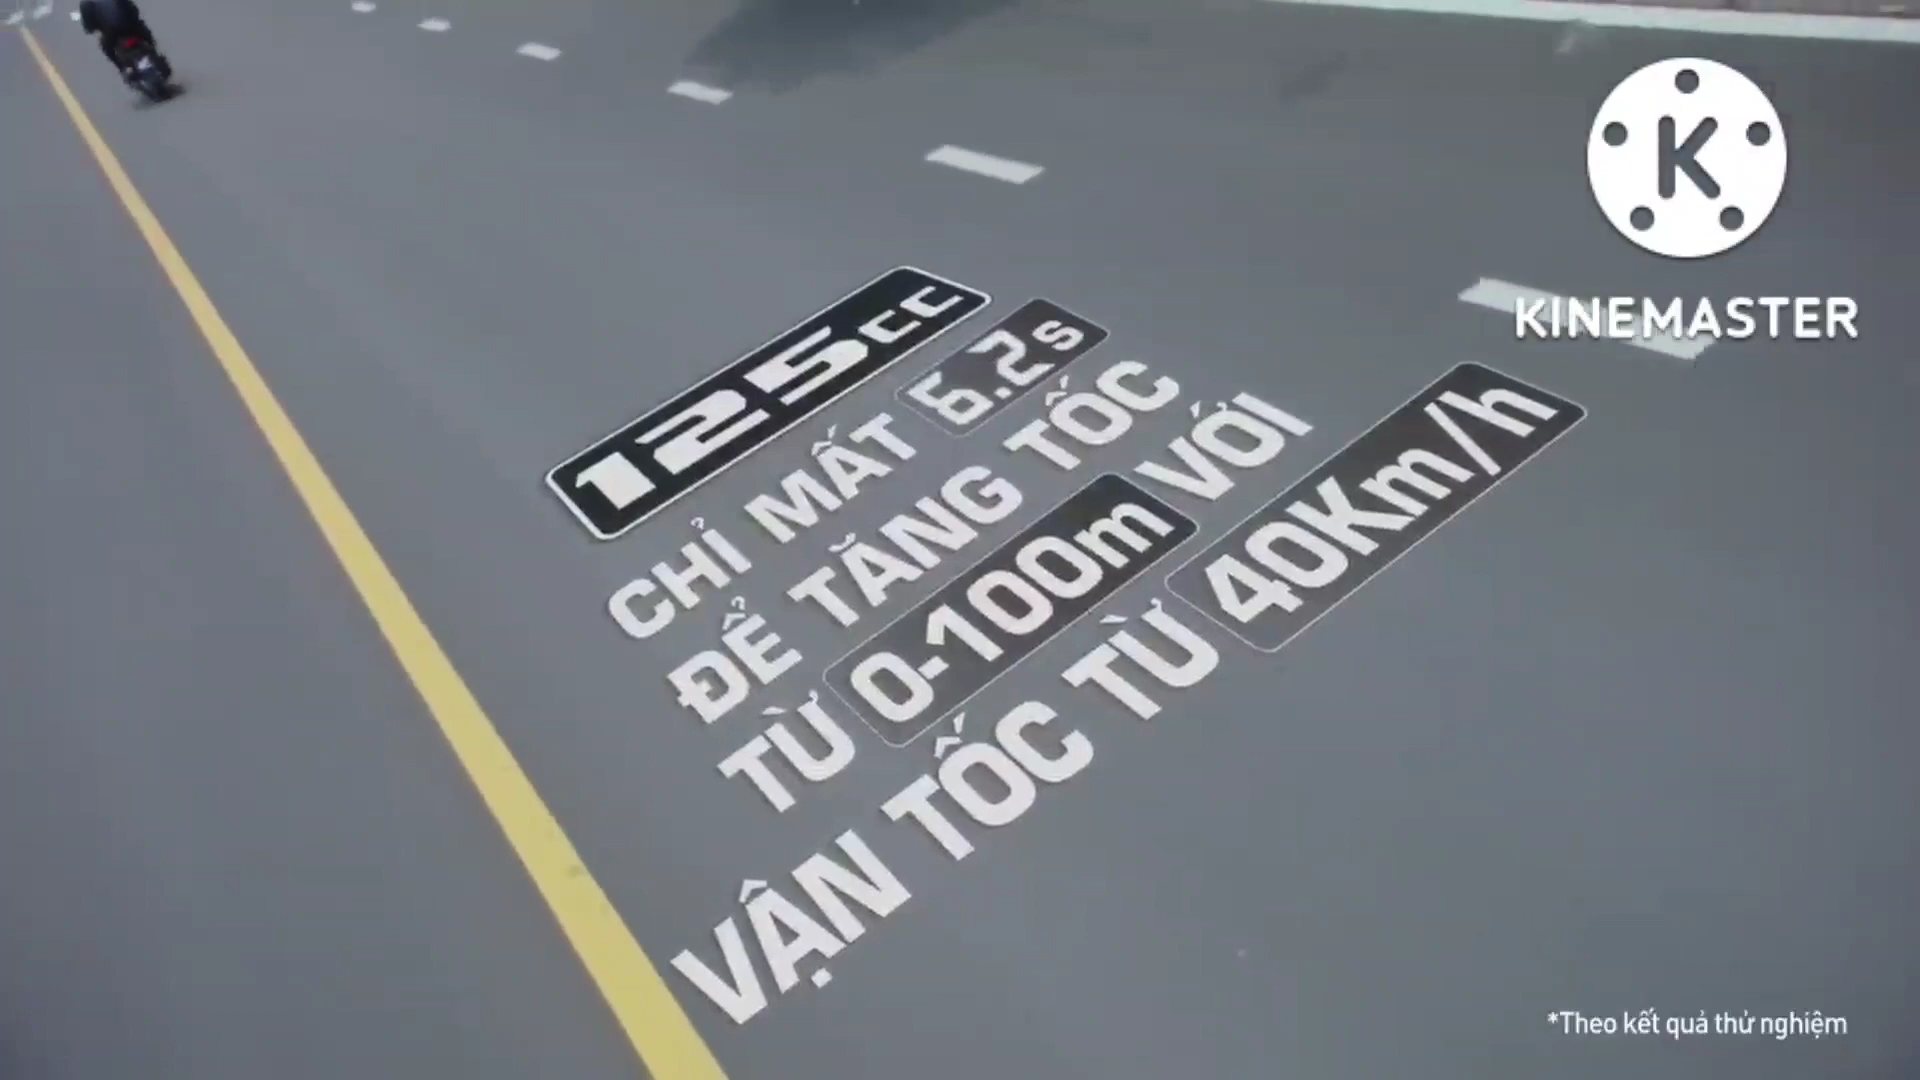 125cc
CHỈ MẤT 6.2s
ĐỂ TĂNG TỐC
TỪ 0-100m VỚI
VẬN TỐC TỪ 40Km/h
K
KINEMASTER
*Theo kết quả thử nghiệm